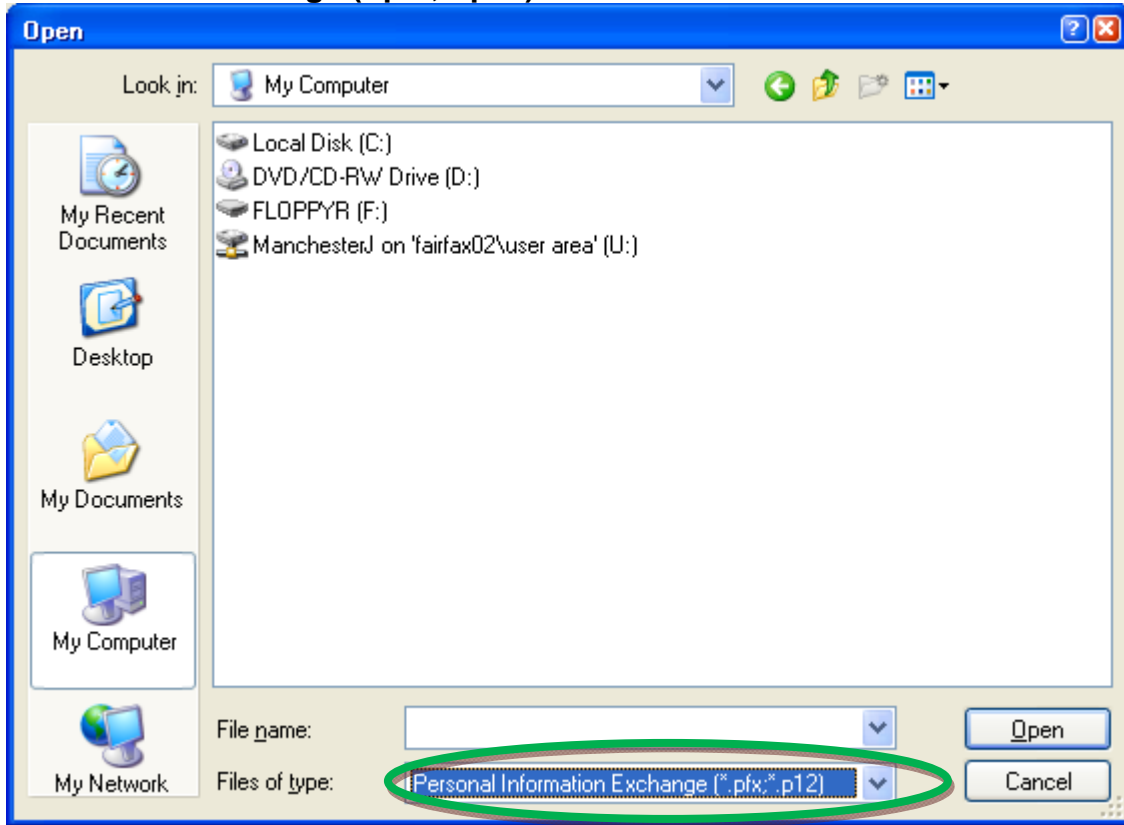 Open
Look in:
My Computer
Local Disk (C:)
DVD/CD-RW Drive (D:)
FLOPPYR (F:)
ManchesterJ on 'fairfax02\user area' (U:)
My Recent
Documents
Desktop
My Documents
My Computer
My Network
File name:
Open
Files of type:
Personal Information Exchange (*.pfx;*.p12)
Cancel